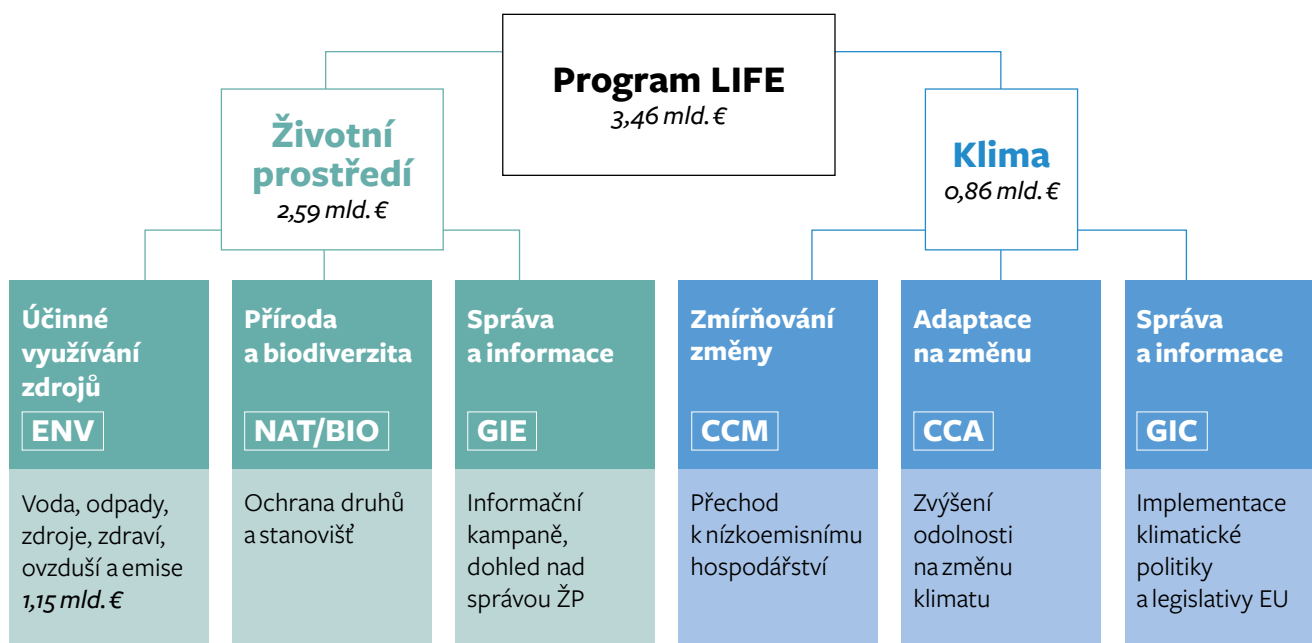 Program LIFE
3,46 mld. €
Životní
prostředí
2,59 mld. €
Klima
0,86 mld. €
Účinné
využívání
zdrojů
ENV
Voda, odpady,
zdroje, zdraví,
ovzduší a emise
1,15 mld. €
Příroda
a biodiverzita
NAT/BIO
Ochrana druhů
a stanovišť
Správa
a informace
GIE
Informační
kampaně,
dohled nad
správou ŽP
Zmírňování
změny
CCM
Přechod
k nízkoemisnímu
hospodářství
Adaptace
na změnu
CCA
Zvýšení
odolnosti
na změnu
klimatu
Správa
a informace
GIC
Implementace
klimatické
politiky
a legislativy EU